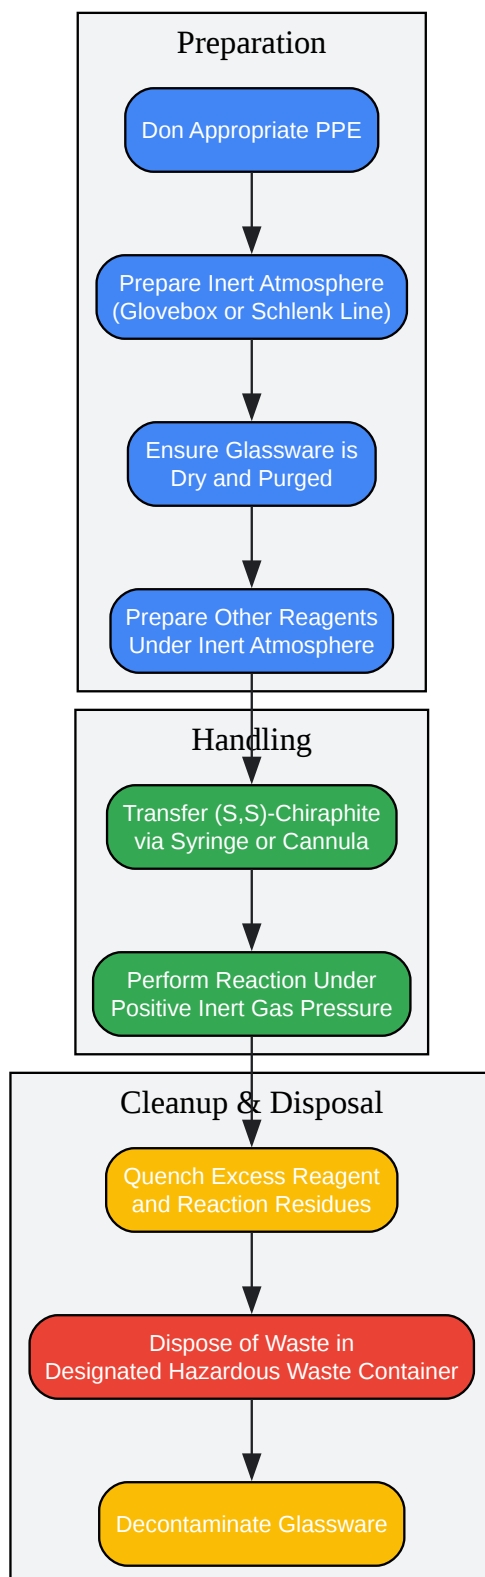 Preparation
Don Appropriate PPE
Prepare Inert Atmosphere
(Glovebox or Schlenk Line)
Ensure Glassware is
Dry and Purged
Prepare Other Reagents
Under Inert Atmosphere
Handling
Transfer (S,S)-Chiraphite
via Syringe or Cannula
Perform Reaction Under
Positive Inert Gas Pressure
Cleanup & Disposal
Quench Excess Reagent
and Reaction Residues
Dispose of Waste in
Designated Hazardous Waste Container
Decontaminate Glassware